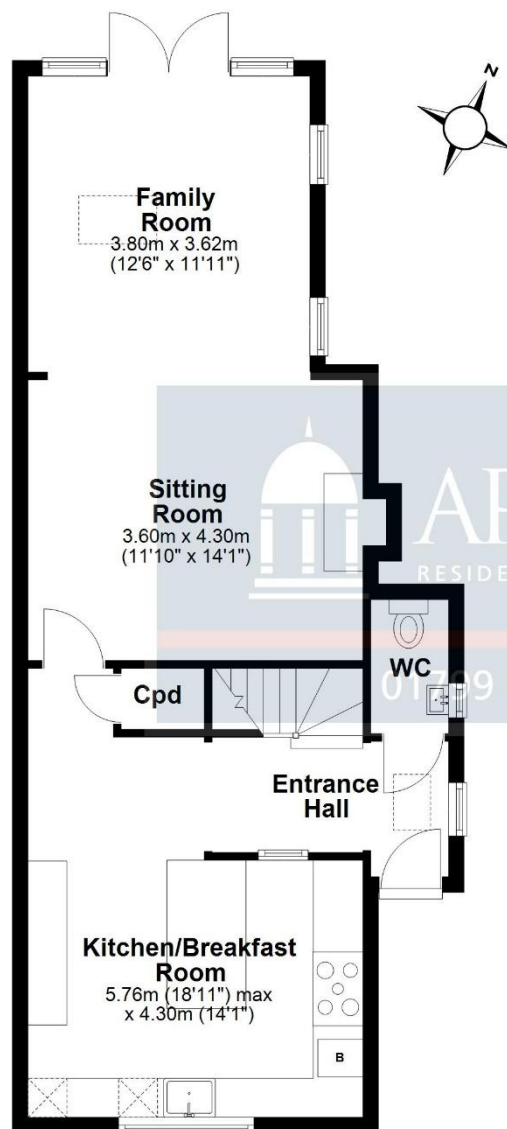 N
Family
Room
3.80m x 3.62m
(12'6" x 11'11")
Sitting
Room
3.60m x 4.30m
(11'10" x 14'1")
RESIDE
WC
01799
Cpd
Entrance
Hall
Kitchen/Breakfast
Room
5.76m (18'11") max
x 4.30m (14'1")
B